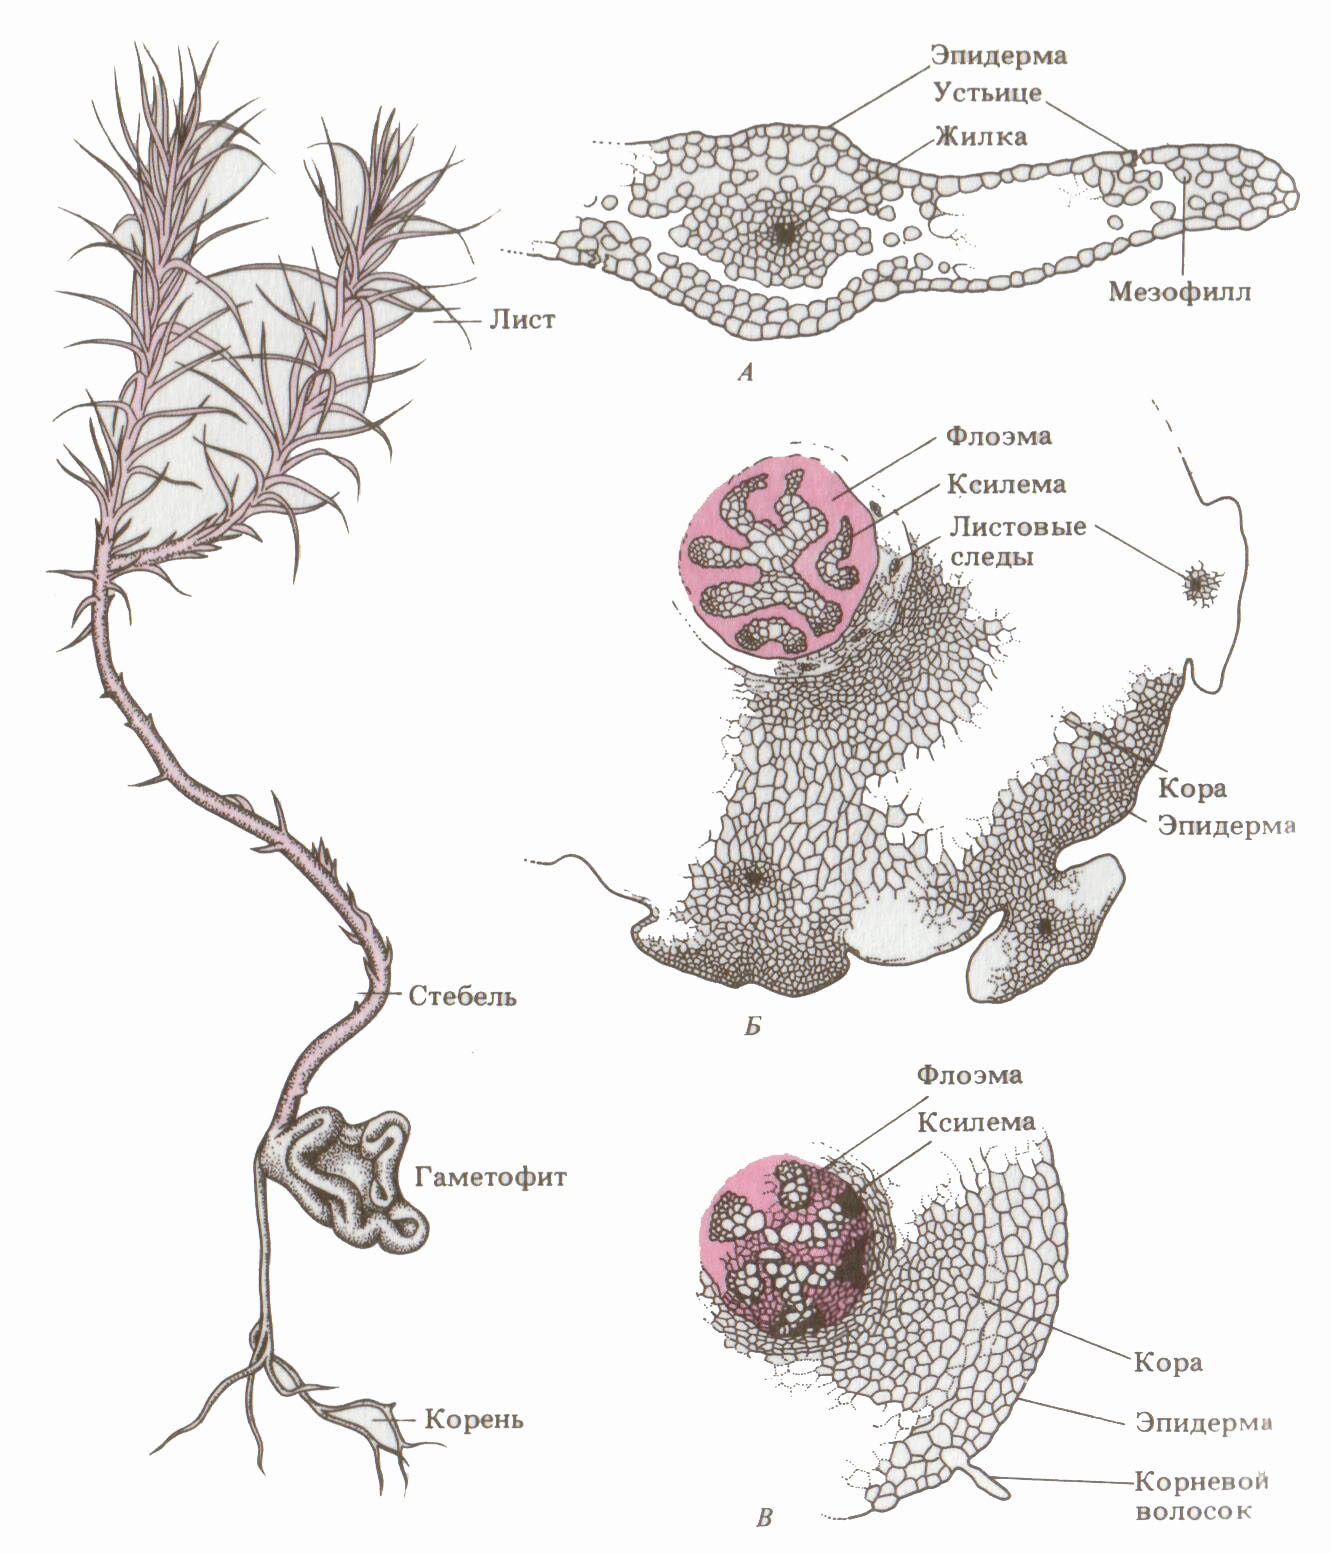 Эпидерма
Устьице
Жилка
Мезофилл
Лист
А
Флоэма
Ксилема
Листовые
следы
Кора
Эпидерма
Стебель
Б
Флоэма
Ксилема
Гаметофит
Кора
Корень
Эпидерма
Корневой
волосок
В